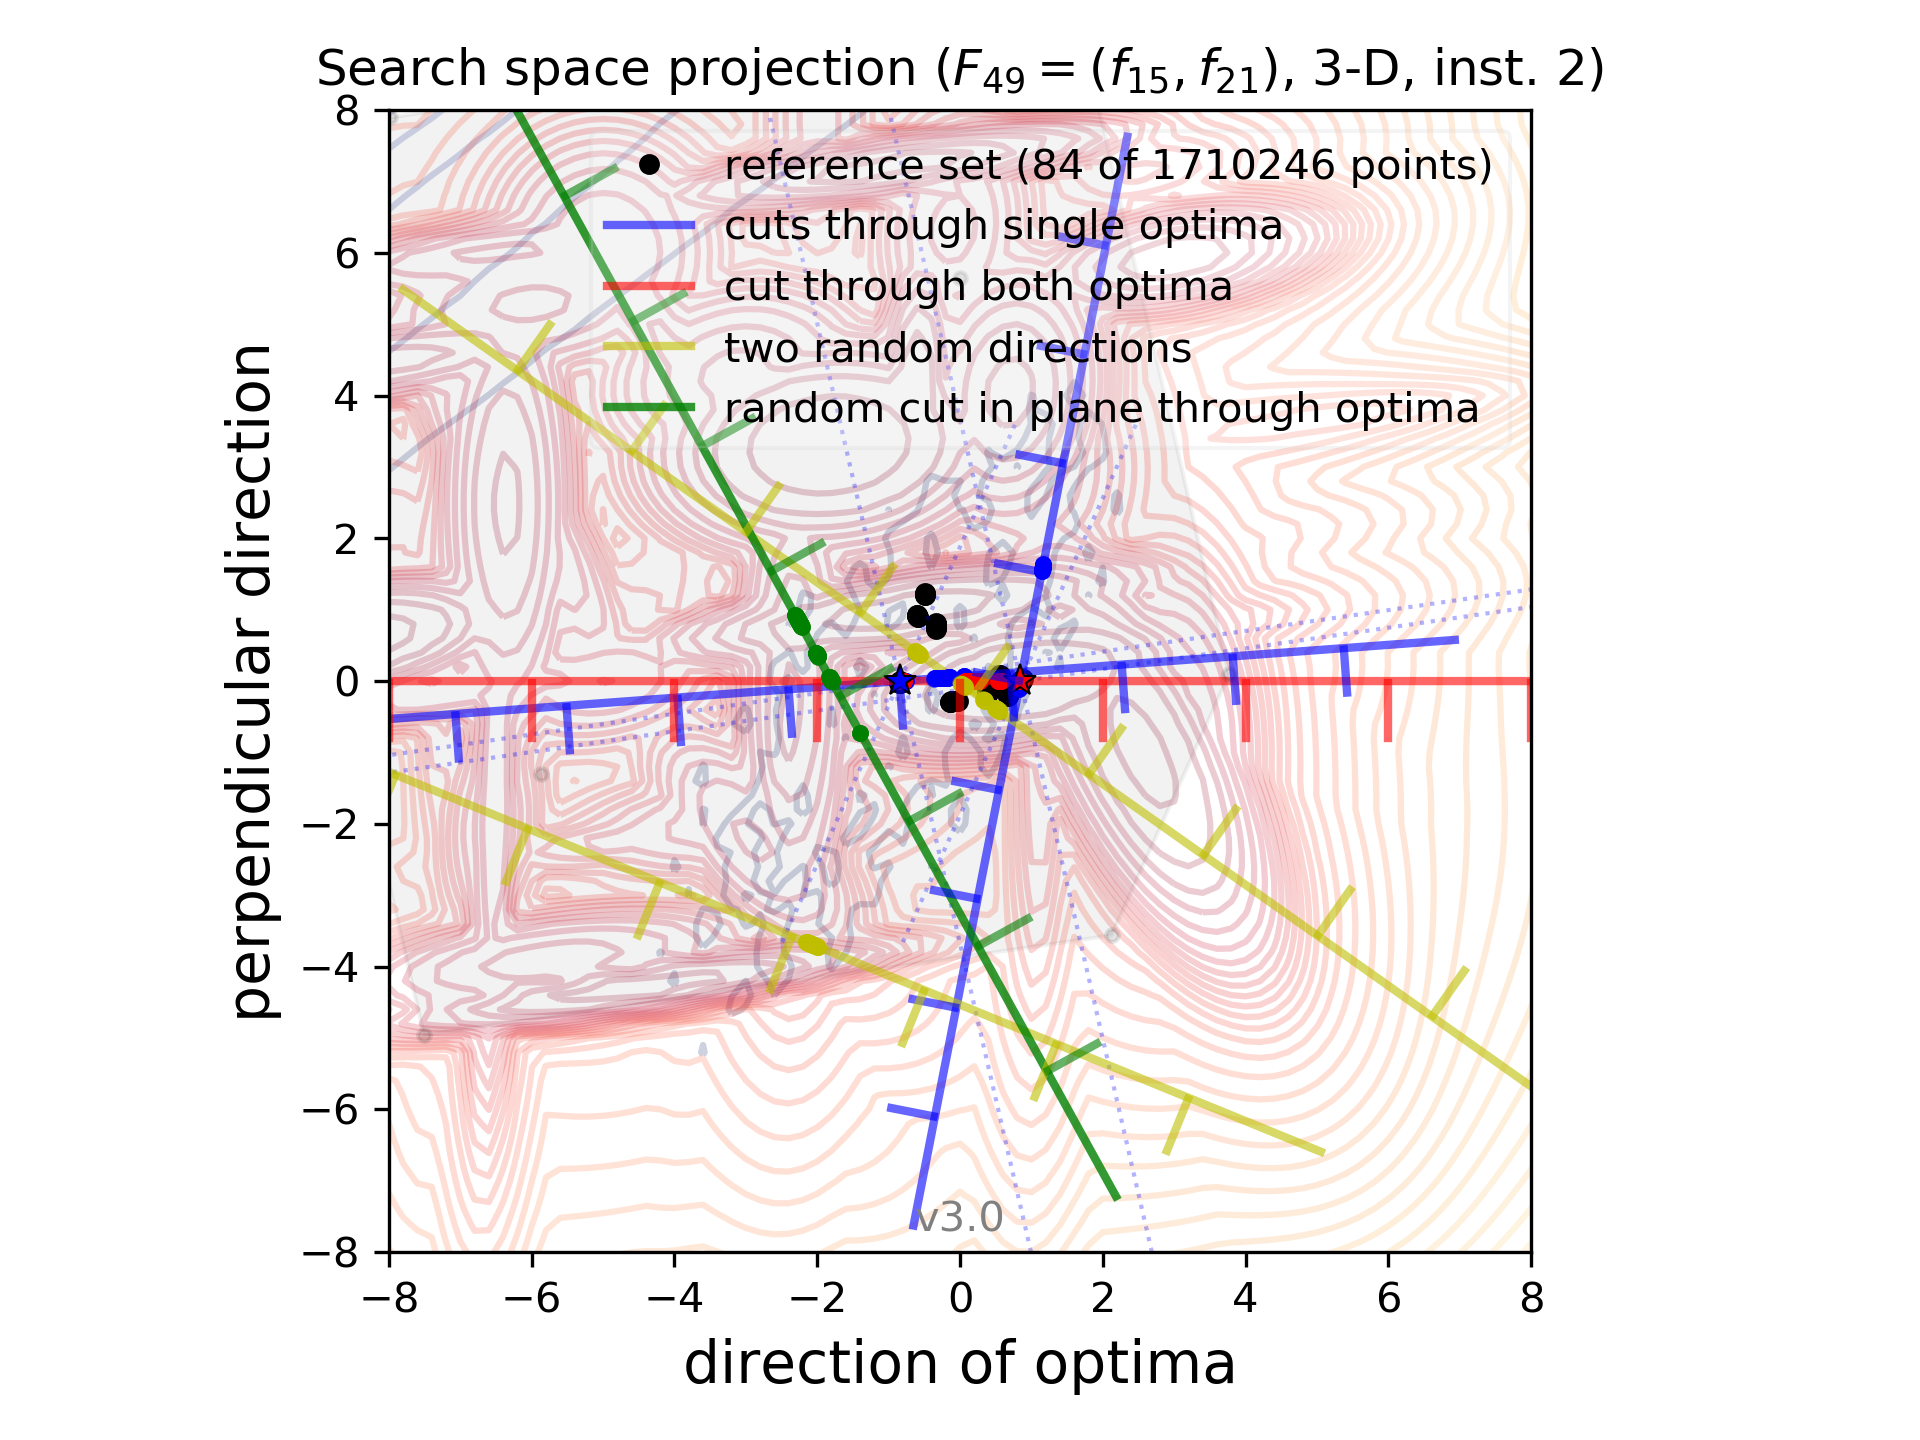 Search space projection (F49 = (f15, f21), 3-D, inst. 2)
8
6
4
2
0
−2
−4
−6
−8
perpendicular direction
reference set (84 of 1710246 points)
cuts through single optima
cut through both optima
two random directions
random cut in plane through optima
v3.0
−8 −6 −4 −2 0 2 4 6 8
direction of optima